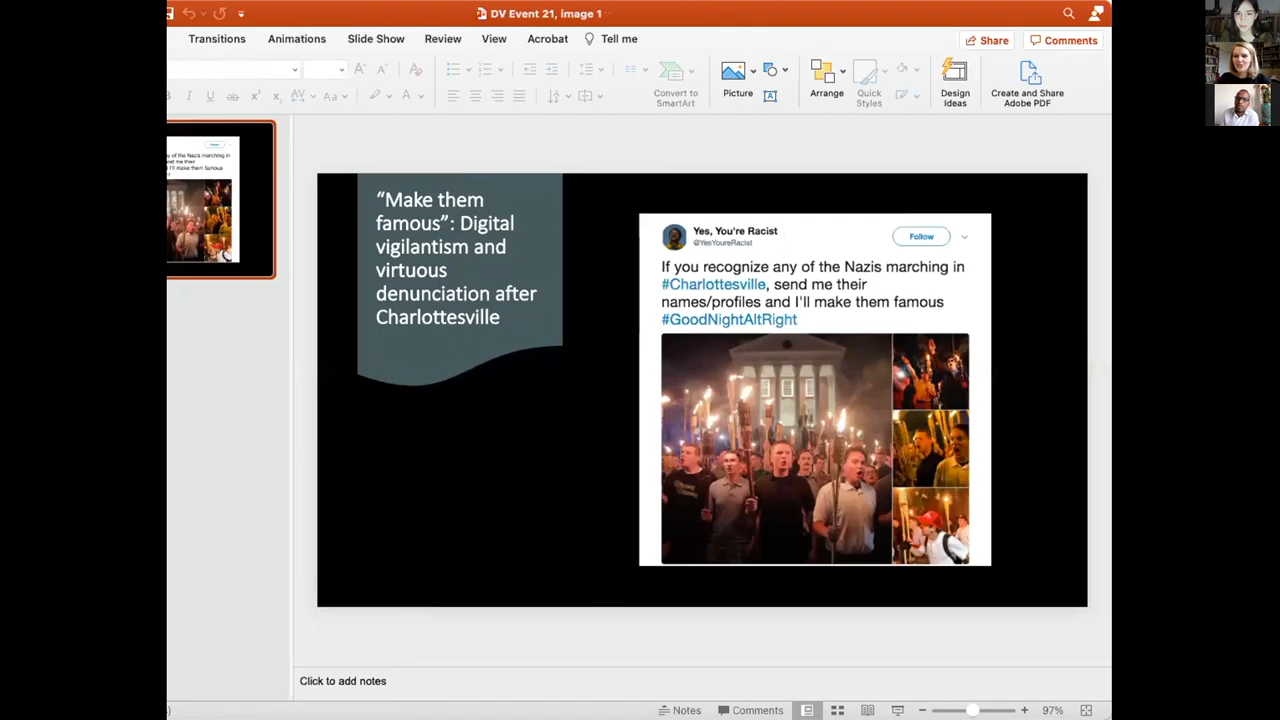 DV Event 21, image 1
Transitions
Animations
Slide Show
Review
View
Acrobat
Tell me
Share
Comments
Convert to
SmartArt
Picture
Arrange
Quick
Styles
Design
Ideas
Create and Share
Adobe PDF
“Make them
famous”: Digital
vigilantism and
virtuous
denunciation after
Charlottesville
Yes, You're Racist
@YesYoureRacist
Follow
If you recognize any of the Nazis marching in
#Charlottesville, send me their
names/profiles and I'll make them famous
#GoodNightAltRight
Click to add notes
Notes
Comments
97%